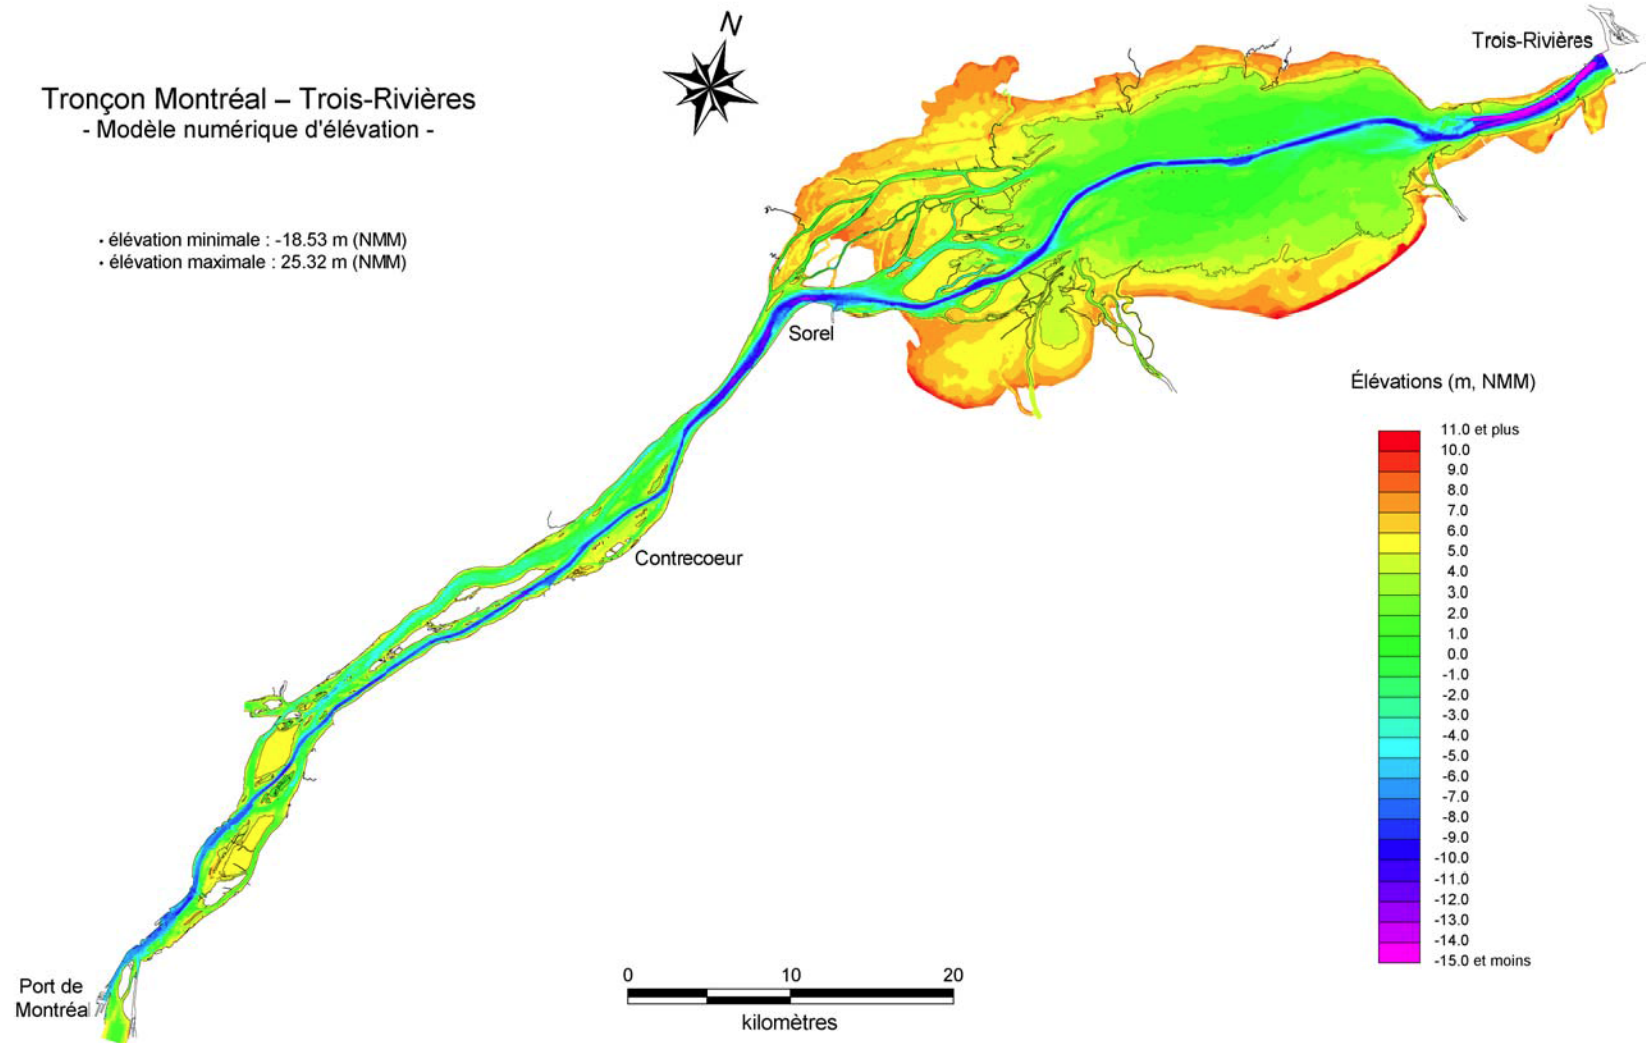 N
Trois-Rivières
Tronçon Montréal – Trois-Rivières
- Modèle numérique d'élévation -
• élévation minimale : -18.53 m (NMM)
• élévation maximale : 25.32 m (NMM)
Sorel
Contrecoeur
Port de
Montréal
Élévations (m, NMM)
11.0 et plus
10.0
9.0
8.0
7.0
6.0
5.0
4.0
3.0
2.0
1.0
0.0
-1.0
-2.0
-3.0
-4.0
-5.0
-6.0
-7.0
-8.0
-9.0
-10.0
-11.0
-12.0
-13.0
-14.0
-15.0 et moins
0 10 20
kilomètres